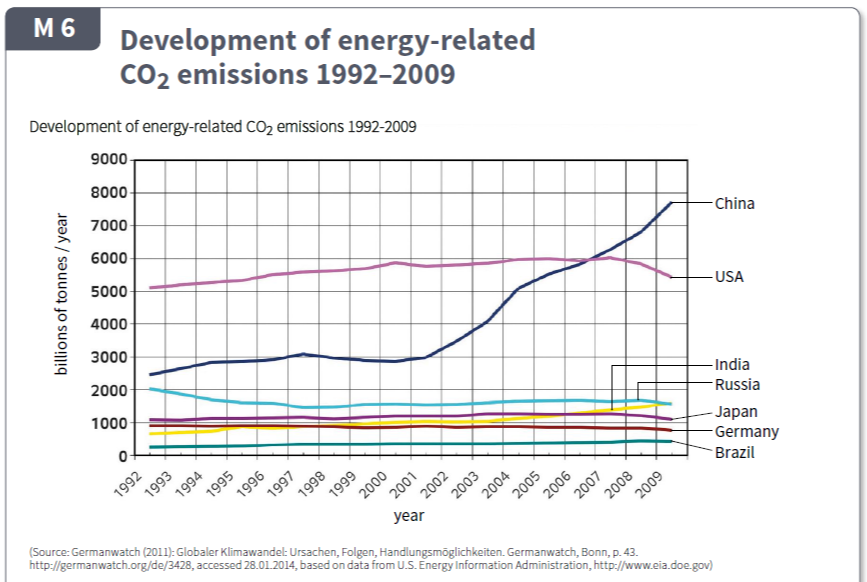 M 6
Development of energy-related
CO₂ emissions 1992–2009
Development of energy-related CO₂ emissions 1992-2009
billions of tonnes / year
9000
8000
7000
6000
5000
4000
3000
2000
1000
0
China
USA
India
Russia
Japan
Germany
Brazil
1992 1993 1994 1995 1996 1997 1998 1999 2000 2001 2002 2003 2004 2005 2006 2007 2008 2009
year
(Source: Germanwatch (2011): Globaler Klimawandel: Ursachen, Folgen, Handlungsmöglichkeiten. Germanwatch, Bonn, p. 43.
http://germanwatch.org/de/3428, accessed 28.01.2014, based on data from U.S. Energy Information Administration, http://www.eia.doe.gov)